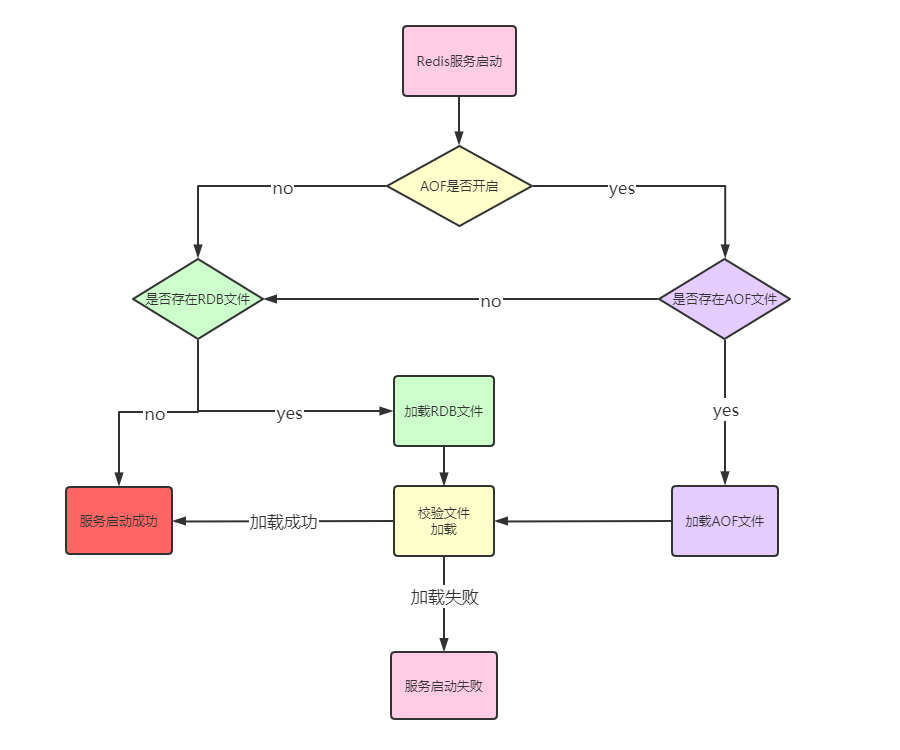 Redis服务启动
AOF是否开启
no
yes
是否存在RDB文件
no
是否存在AOF文件
no
yes
加载RDB文件
yes
服务启动成功
加载成功
校验文件
加载
加载AOF文件
加载失败
服务启动失败